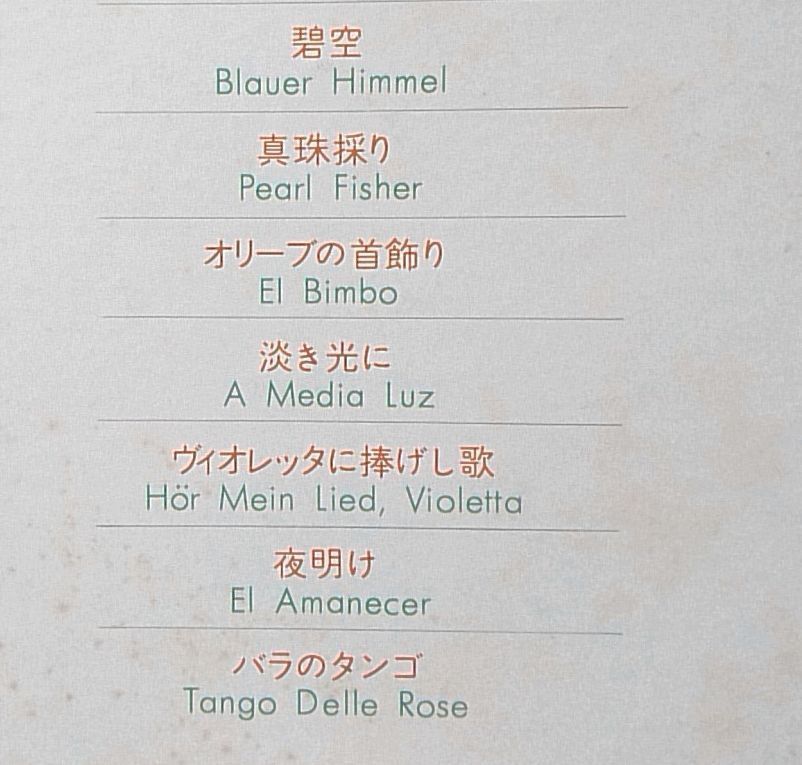 碧空
Blauer Himmel
真珠採り
Pearl Fisher
オリーブの首飾り
El Bimbo
淡き光に
A Media Luz
ヴィオレッタに捧げし歌
Hör Mein Lied, Violetta
夜明け
El Amanecer
バラのタンゴ
Tango Delle Rose